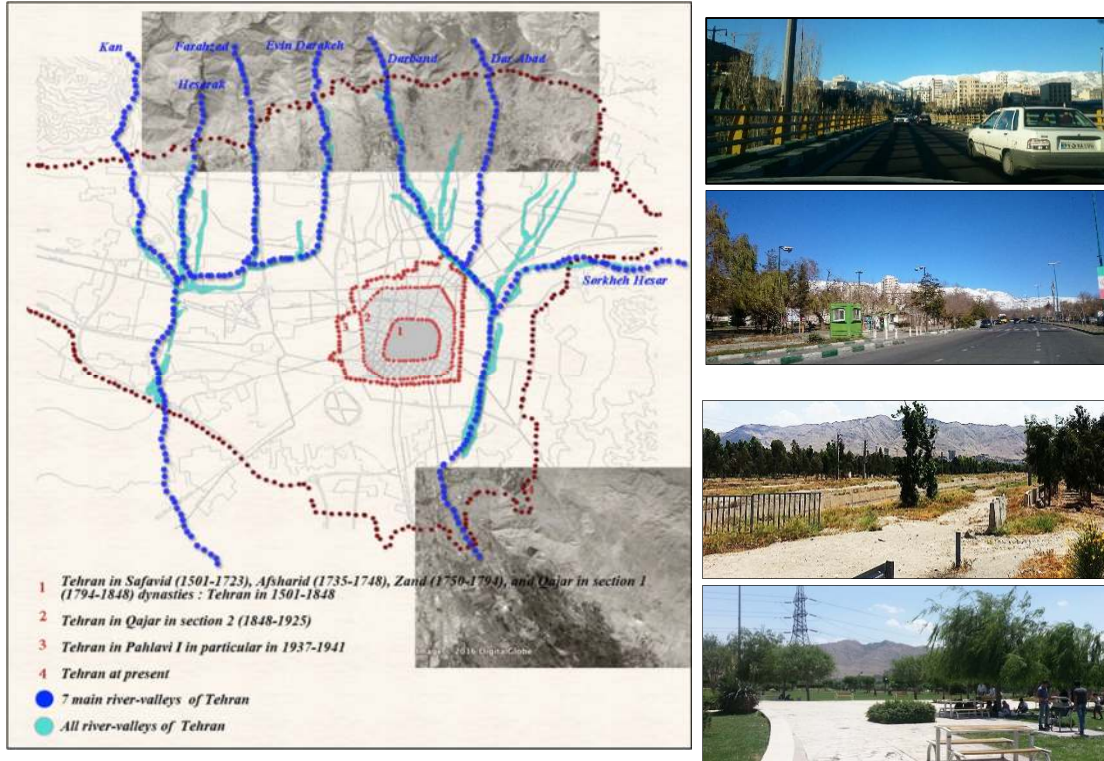 Kan
Farahzad
Evin Darakeh
Hesarak
Darband
Dar Abad
Sorkheh Hesar
3
2
1
1 Tehran in Safavid (1501-1723), Afsharid (1735-1748), Zand (1750-1794), and Qajar in section 1
(1794-1848) dynasties : Tehran in 1501-1848
2 Tehran in Qajar in section 2 (1848-1925)
3 Tehran in Pahlavi I in particular in 1937-1941
4 Tehran at present
7 main river-valleys of Tehran
All river-valleys of Tehran
© 2016 DigitalGlobe